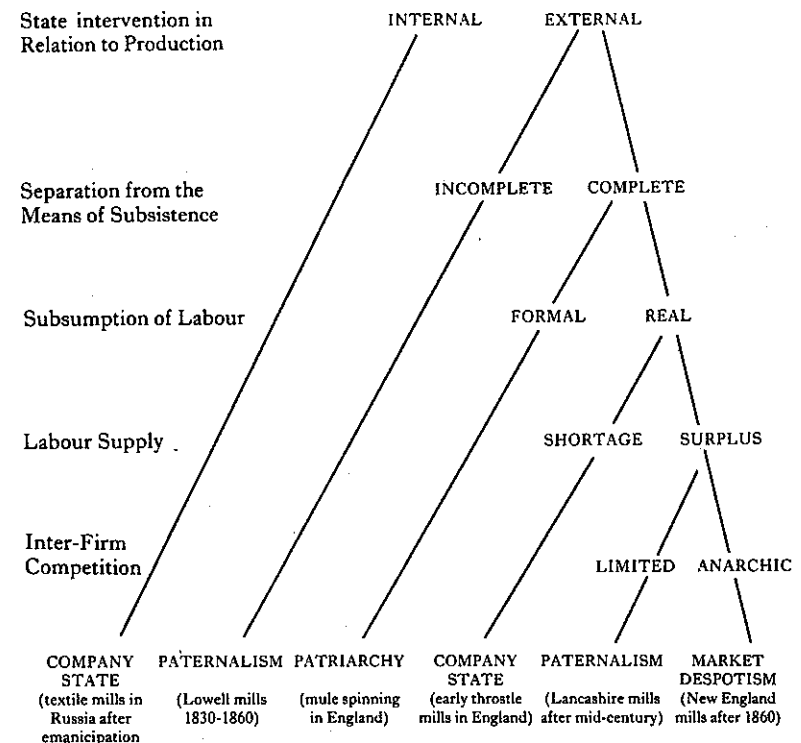 State intervention in
Relation to Production
INTERNAL EXTERNAL
Separation from the
Means of Subsistence
INCOMPLETE COMPLETE
Subsumption of Labour
FORMAL REAL
Labour Supply
SHORTAGE SURPLUS
Inter-Firm
Competition
LIMITED ANARCHIC
COMPANY
STATE
(textile mills in
Russia after
emanicipation
PATERNALISM
(Lowell mills
1830-1860)
PATRIARCHY
(mule spinning
in England)
COMPANY
STATE
(early throstle
mills in England)
PATERNALISM
(Lancashire mills
after mid-century)
MARKET
DESPOTISM
(New England
mills after 1860)